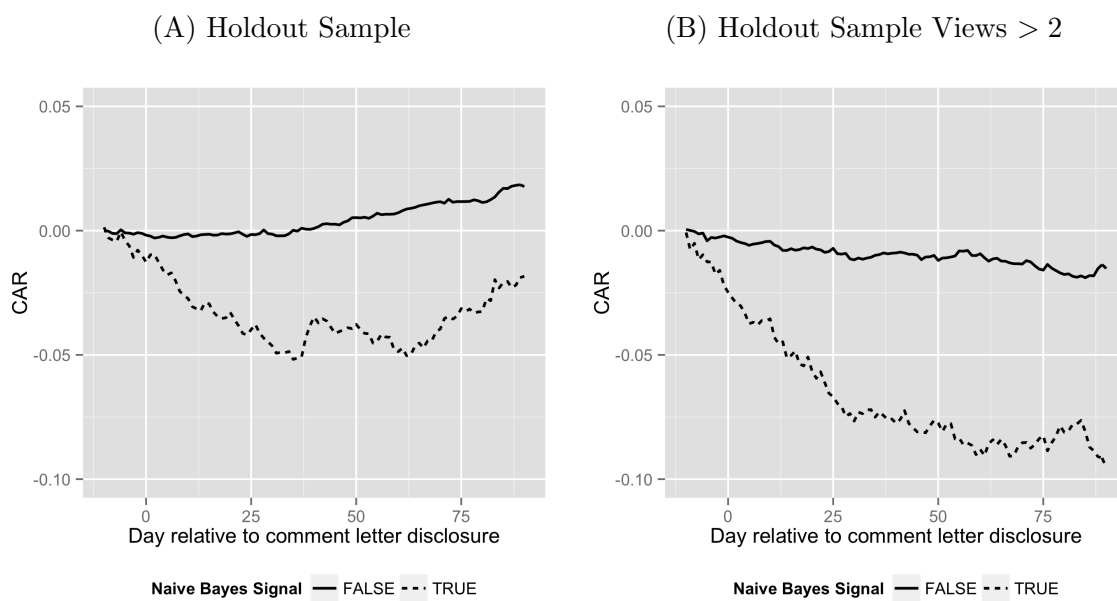 (A) Holdout Sample
0.05
0.00
-0.05
-0.10
CAR
0
25
50
75
Day relative to comment letter disclosure
Naive Bayes Signal FALSE TRUE
(B) Holdout Sample Views > 2
0.05
0.00
-0.05
-0.10
CAR
0
25
50
75
Day relative to comment letter disclosure
Naive Bayes Signal FALSE TRUE